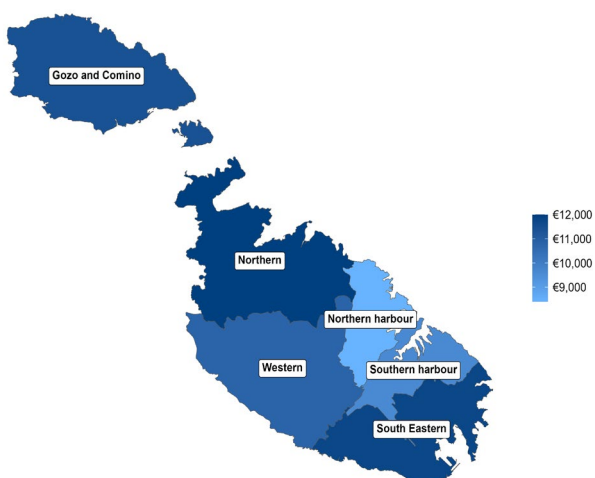 Gozo and Comino
€12,000
€11,000
€10,000
€9,000
Northern
Northern harbour
Western
Southern harbour
South Eastern